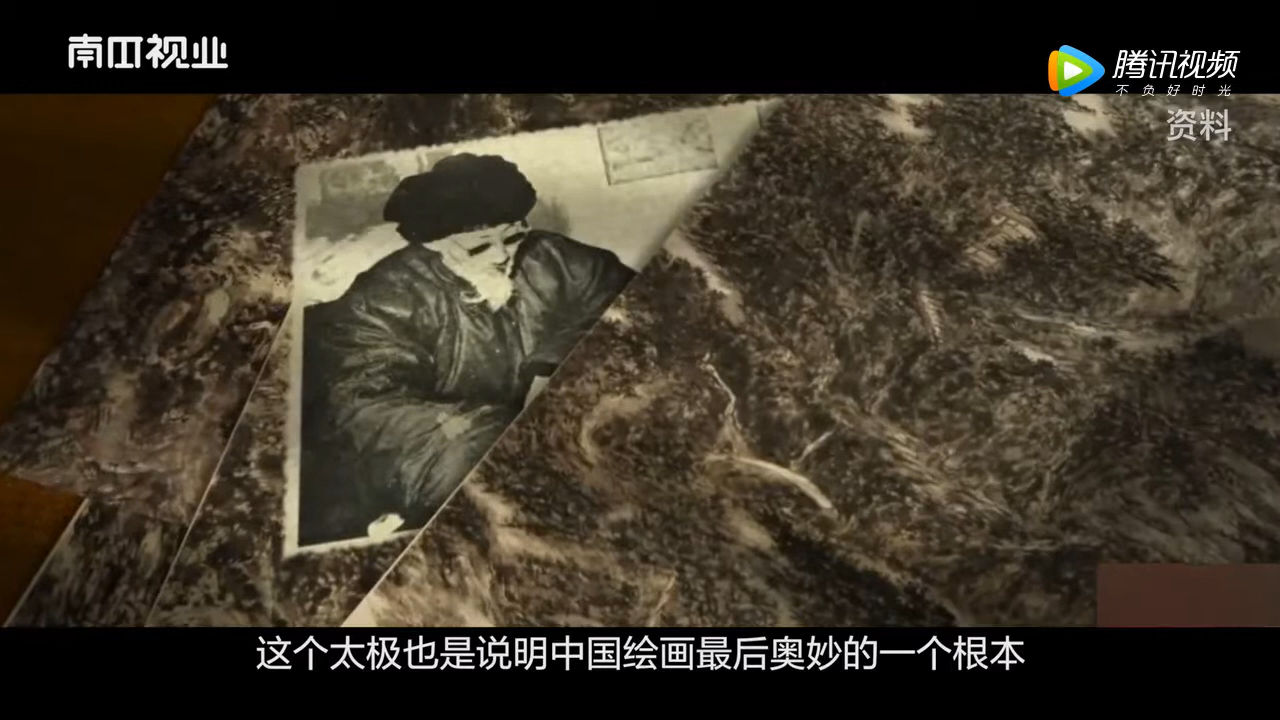 南四视业
腾讯视频
不负好时光
资料
这个太极也是说明中国绘画最后奥妙的一个根本